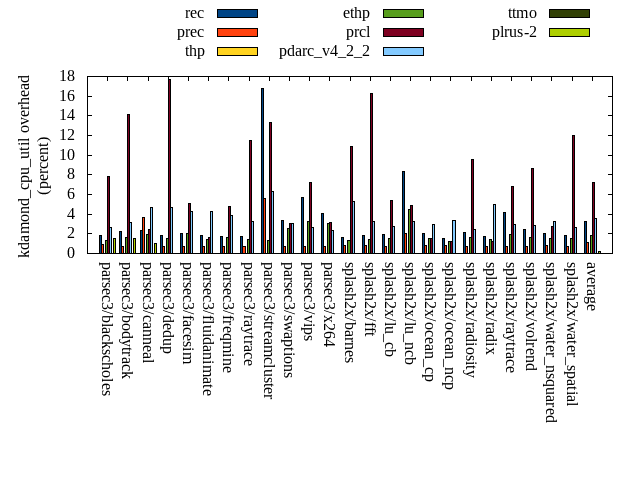 rec
ethp
ttmo
prec
prcl
plrus-2
thp
pdarc_v4_2_2
kdamond_cpu_util overhead
(percent)
18
16
14
12
10
8
6
4
2
0
parsec3/blackscholes
parsec3/bodytrack
parsec3/canneal
parsec3/dedup
parsec3/facesim
parsec3/fluidanimate
parsec3/freqmine
parsec3/raytrace
parsec3/streamcluster
parsec3/swaptions
parsec3/vips
parsec3/x264
splash2x/barnes
splash2x/fft
splash2x/lu_cb
splash2x/lu_ncb
splash2x/ocean_cp
splash2x/ocean_ncp
splash2x/radiosity
splash2x/radix
splash2x/raytrace
splash2x/volrend
splash2x/water_nsquared
splash2x/water_spatial
average